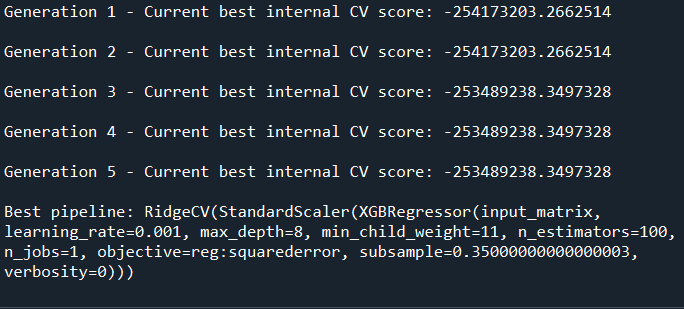 Generation 1 - Current best internal CV score: -254173203.2662514
Generation 2 - Current best internal CV score: -254173203.2662514
Generation 3 - Current best internal CV score: -253489238.3497328
Generation 4 - Current best internal CV score: -253489238.3497328
Generation 5 - Current best internal CV score: -253489238.3497328
Best pipeline: RidgeCV(StandardScaler(XGBRegressor(input_matrix,
learning_rate=0.001, max_depth=8, min_child_weight=11, n_estimators=100,
n_jobs=1, objective=reg:squarederror, subsample=0.35000000000000003,
verbosity=0)))